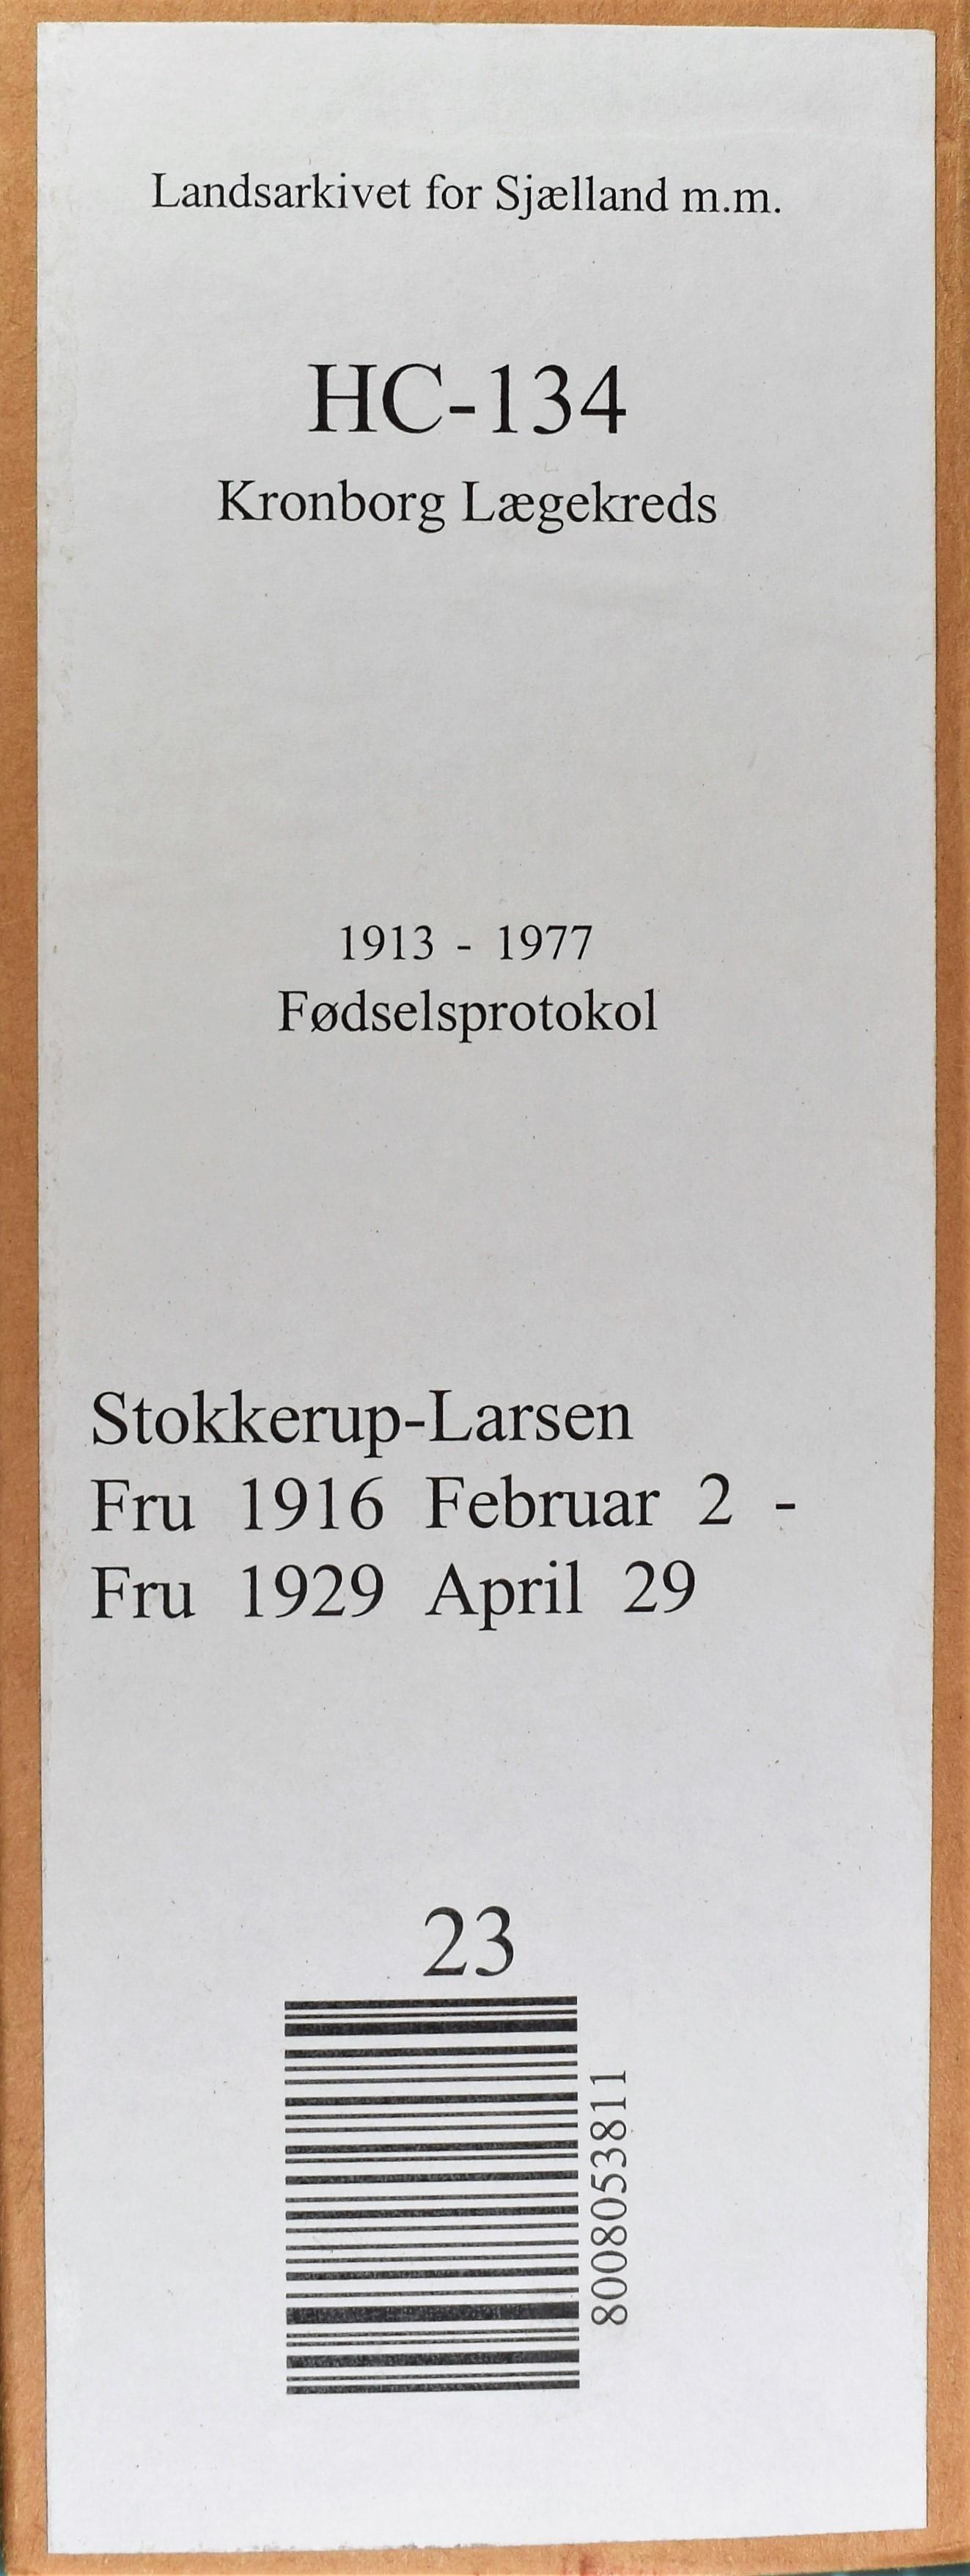 Landsarkivet for Sjælland m.m.
HC-134
Kronborg Lægekreds
1913 - 1977
Fødselsprotokol
Stokkerup-Larsen
Fru 1916 Februar 2 -
Fru 1929 April 29
23
8008053811